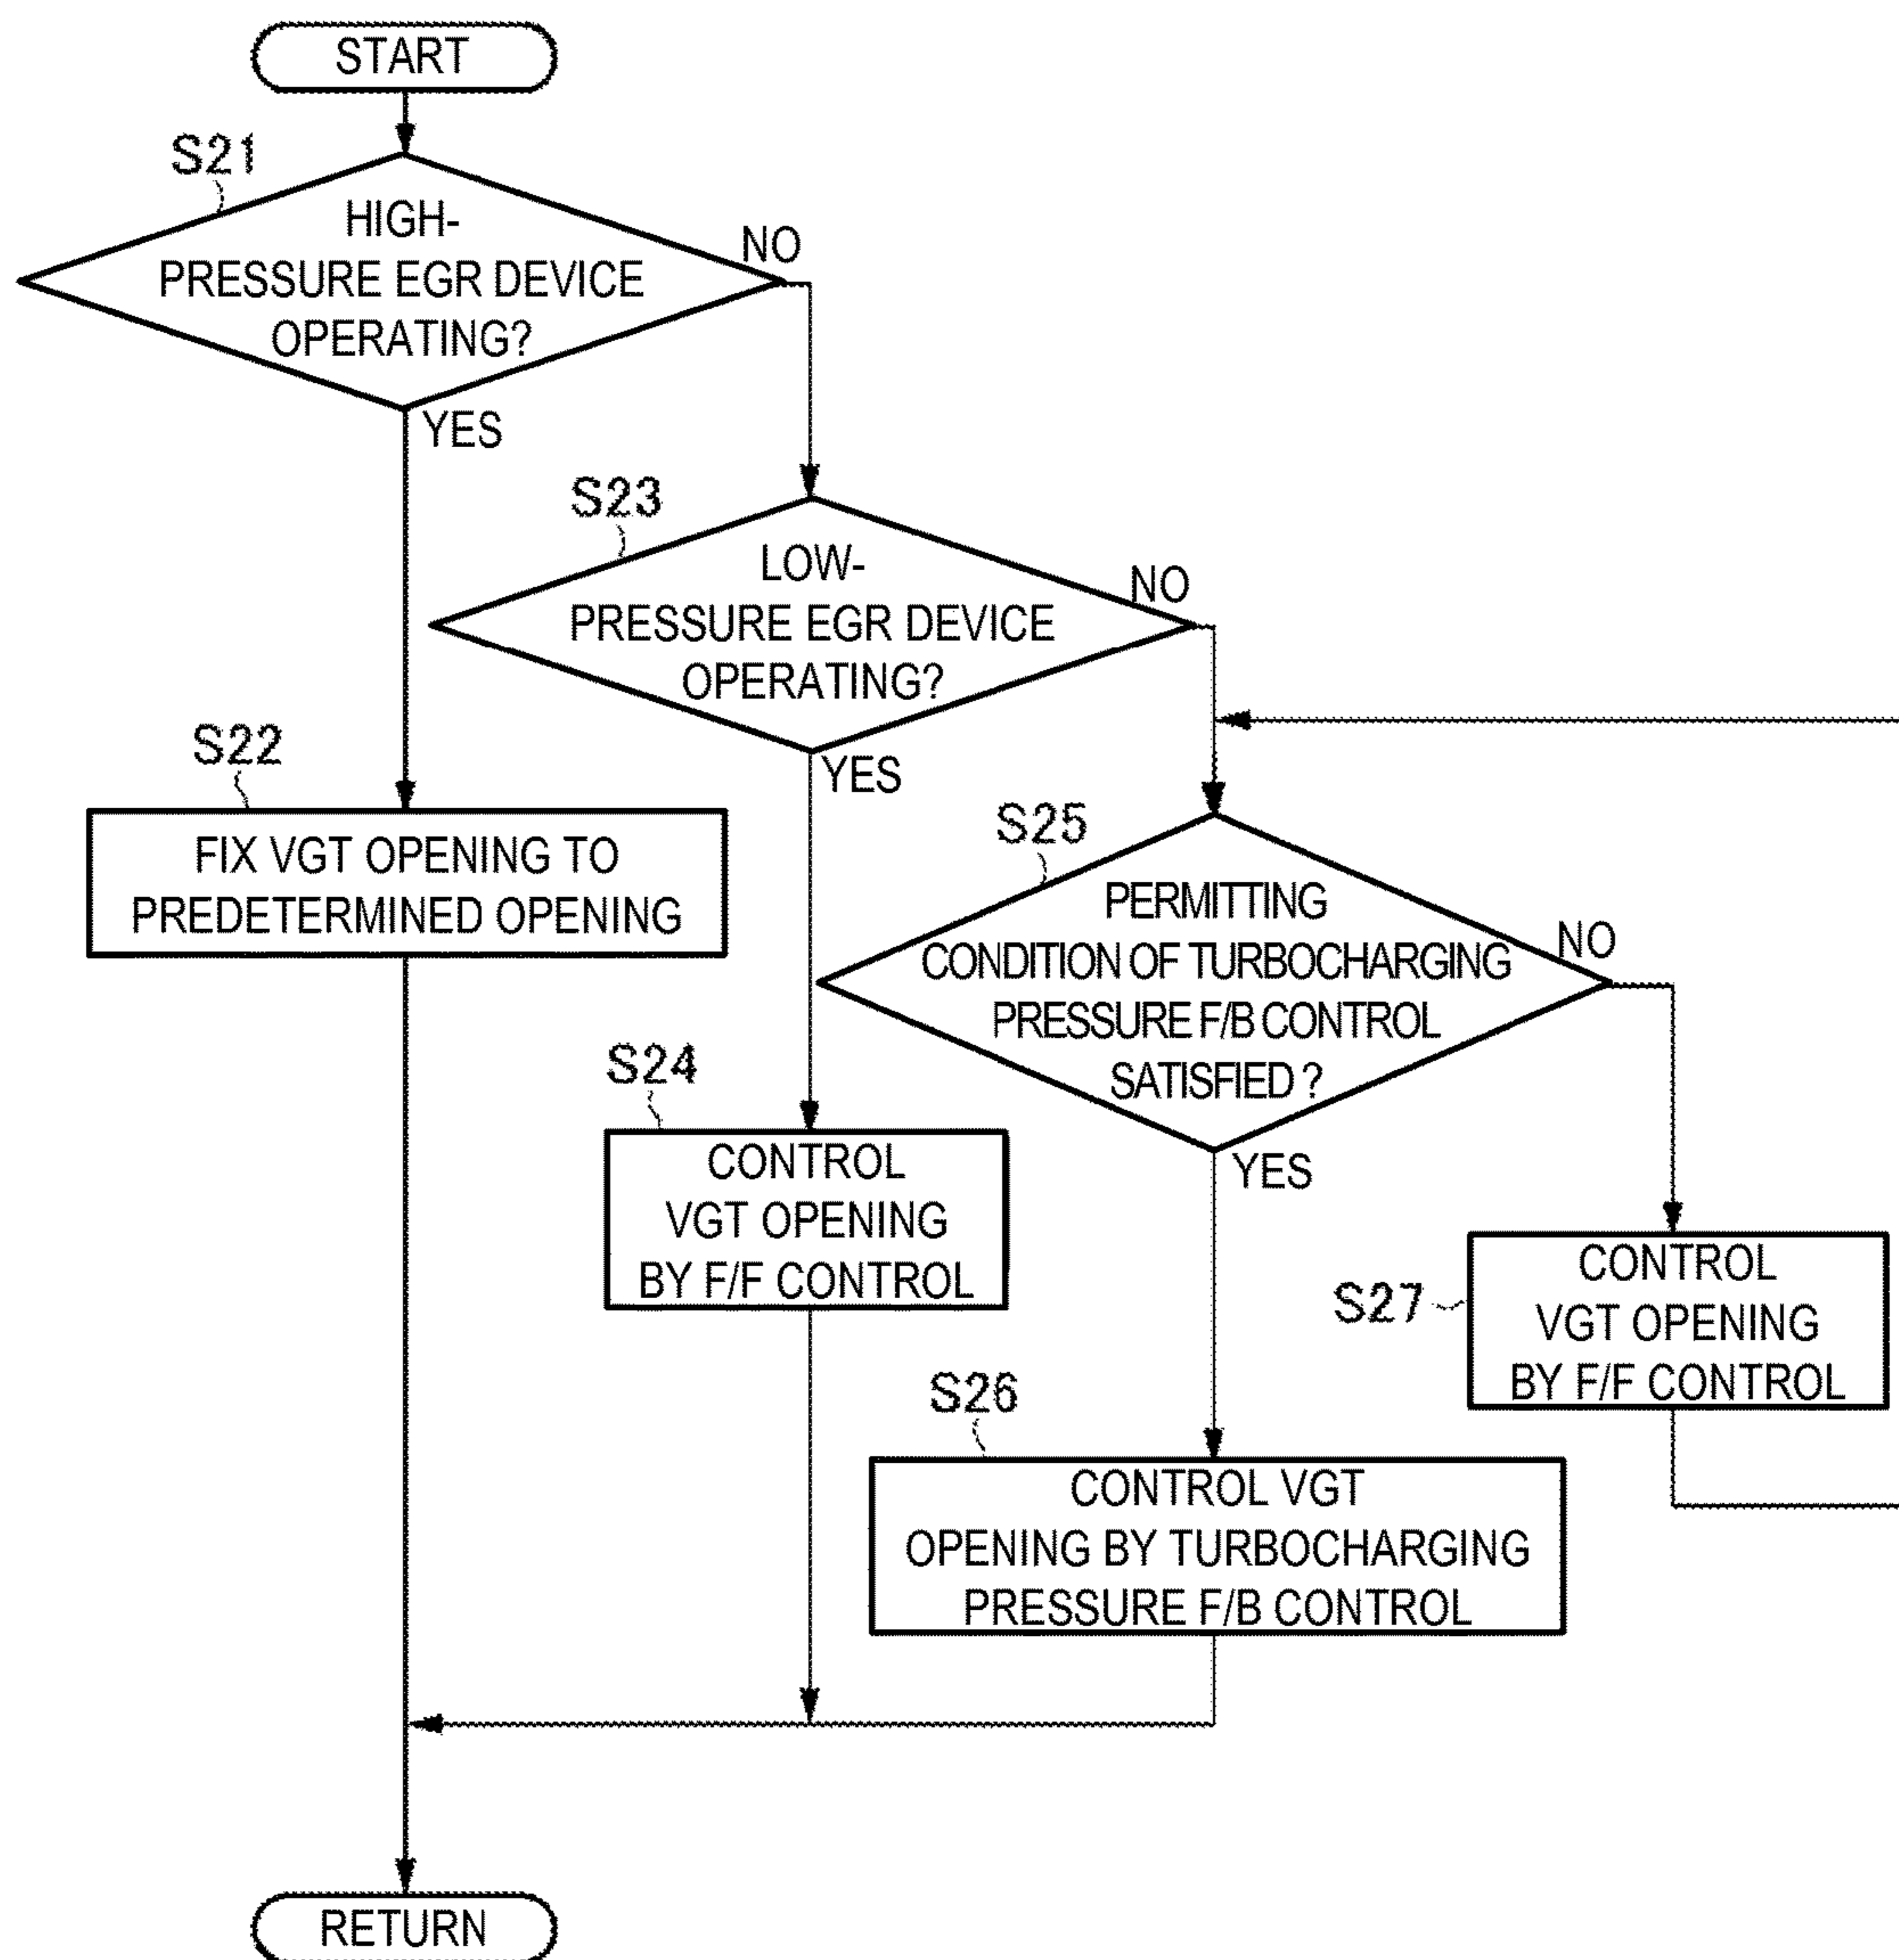 START
S21
HIGH-
PRESSURE EGR DEVICE
OPERATING?
NO
YES
S23
LOW-
PRESSURE EGR DEVICE
OPERATING?
NO
YES
S22
FIX VGT OPENING TO
PREDETERMINED OPENING
S25
PERMITTING
CONDITION OF TURBOCHARGING
PRESSURE F/B CONTROL
SATISFIED ?
NO
YES
S24
CONTROL
VGT OPENING
BY F/F CONTROL
S27
CONTROL
VGT OPENING
BY F/F CONTROL
S26
CONTROL VGT
OPENING BY TURBOCHARGING
PRESSURE F/B CONTROL
RETURN